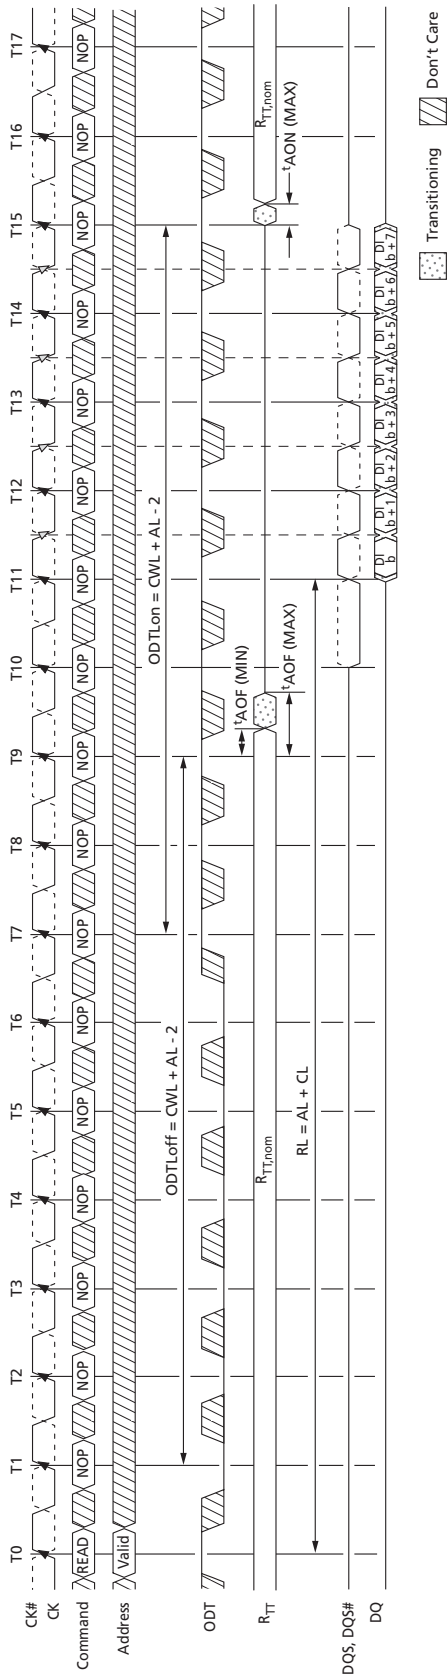 T0 T1 T2 T3 T4 T5 T6 T7 T8 T9 T10 T11 T12 T13 T14 T15 T16 T17
CK#
CK
Command READ NOP NOP NOP NOP NOP NOP NOP NOP NOP NOP NOP NOP NOP NOP NOP NOP NOP
Address Valid
ODTLon = CWL + AL - 2
ODTLoff = CWL + AL - 2
ODT
tAOF (MIN)
RTT RTT,nom RTT,nom
tAOF (MAX) tAON (MAX)
RL = AL + CL
DQS, DQS#
DQ DI b DI b + 1 DI b + 2 DI b + 3 DI b + 4 DI b + 5 DI b + 6 DI b + 7
Transitioning Don't Care